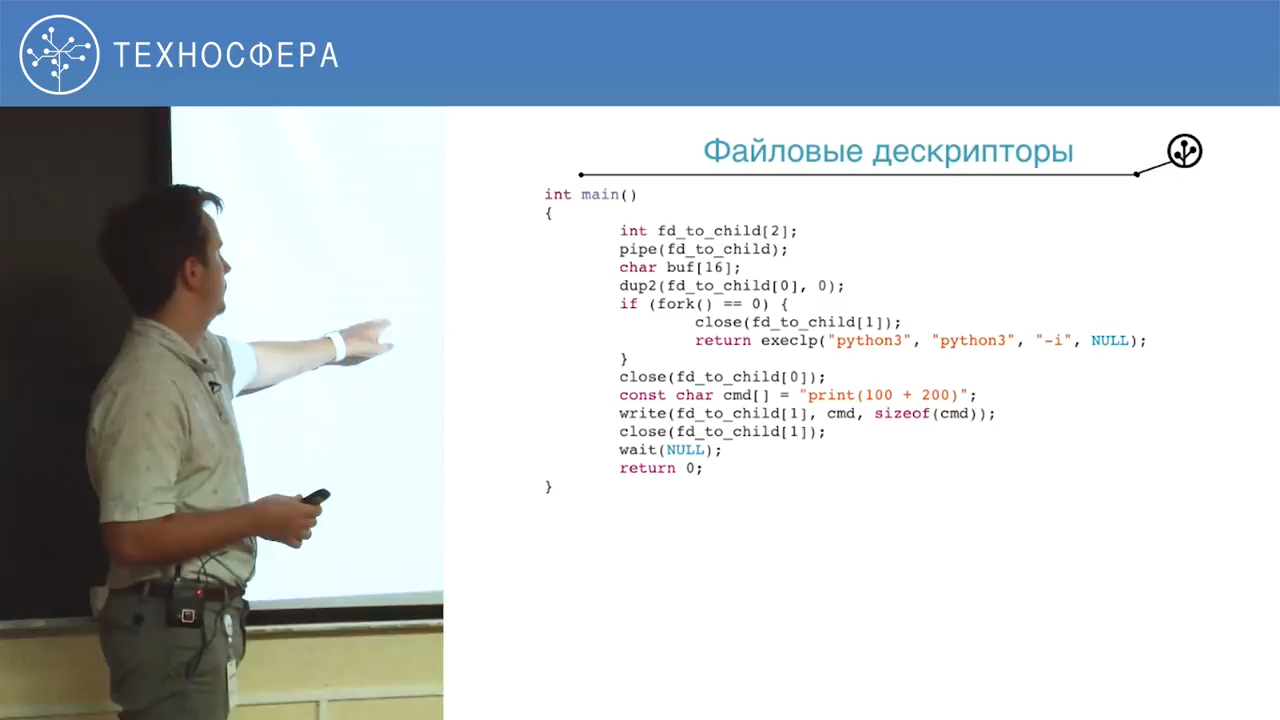 ТЕХНОСФЕРА
Файловые дескрипторы
int main()
{
int fd_to_child[2];
pipe(fd_to_child);
char buf[16];
dup2(fd_to_child[0], 0);
if (fork() == 0) {
close(fd_to_child[1]);
return execlp("python3", "python3", "-i", NULL);
}
close(fd_to_child[0]);
const char cmd[] = "print(100 + 200)";
write(fd_to_child[1], cmd, sizeof(cmd));
close(fd_to_child[1]);
wait(NULL);
return 0;
}